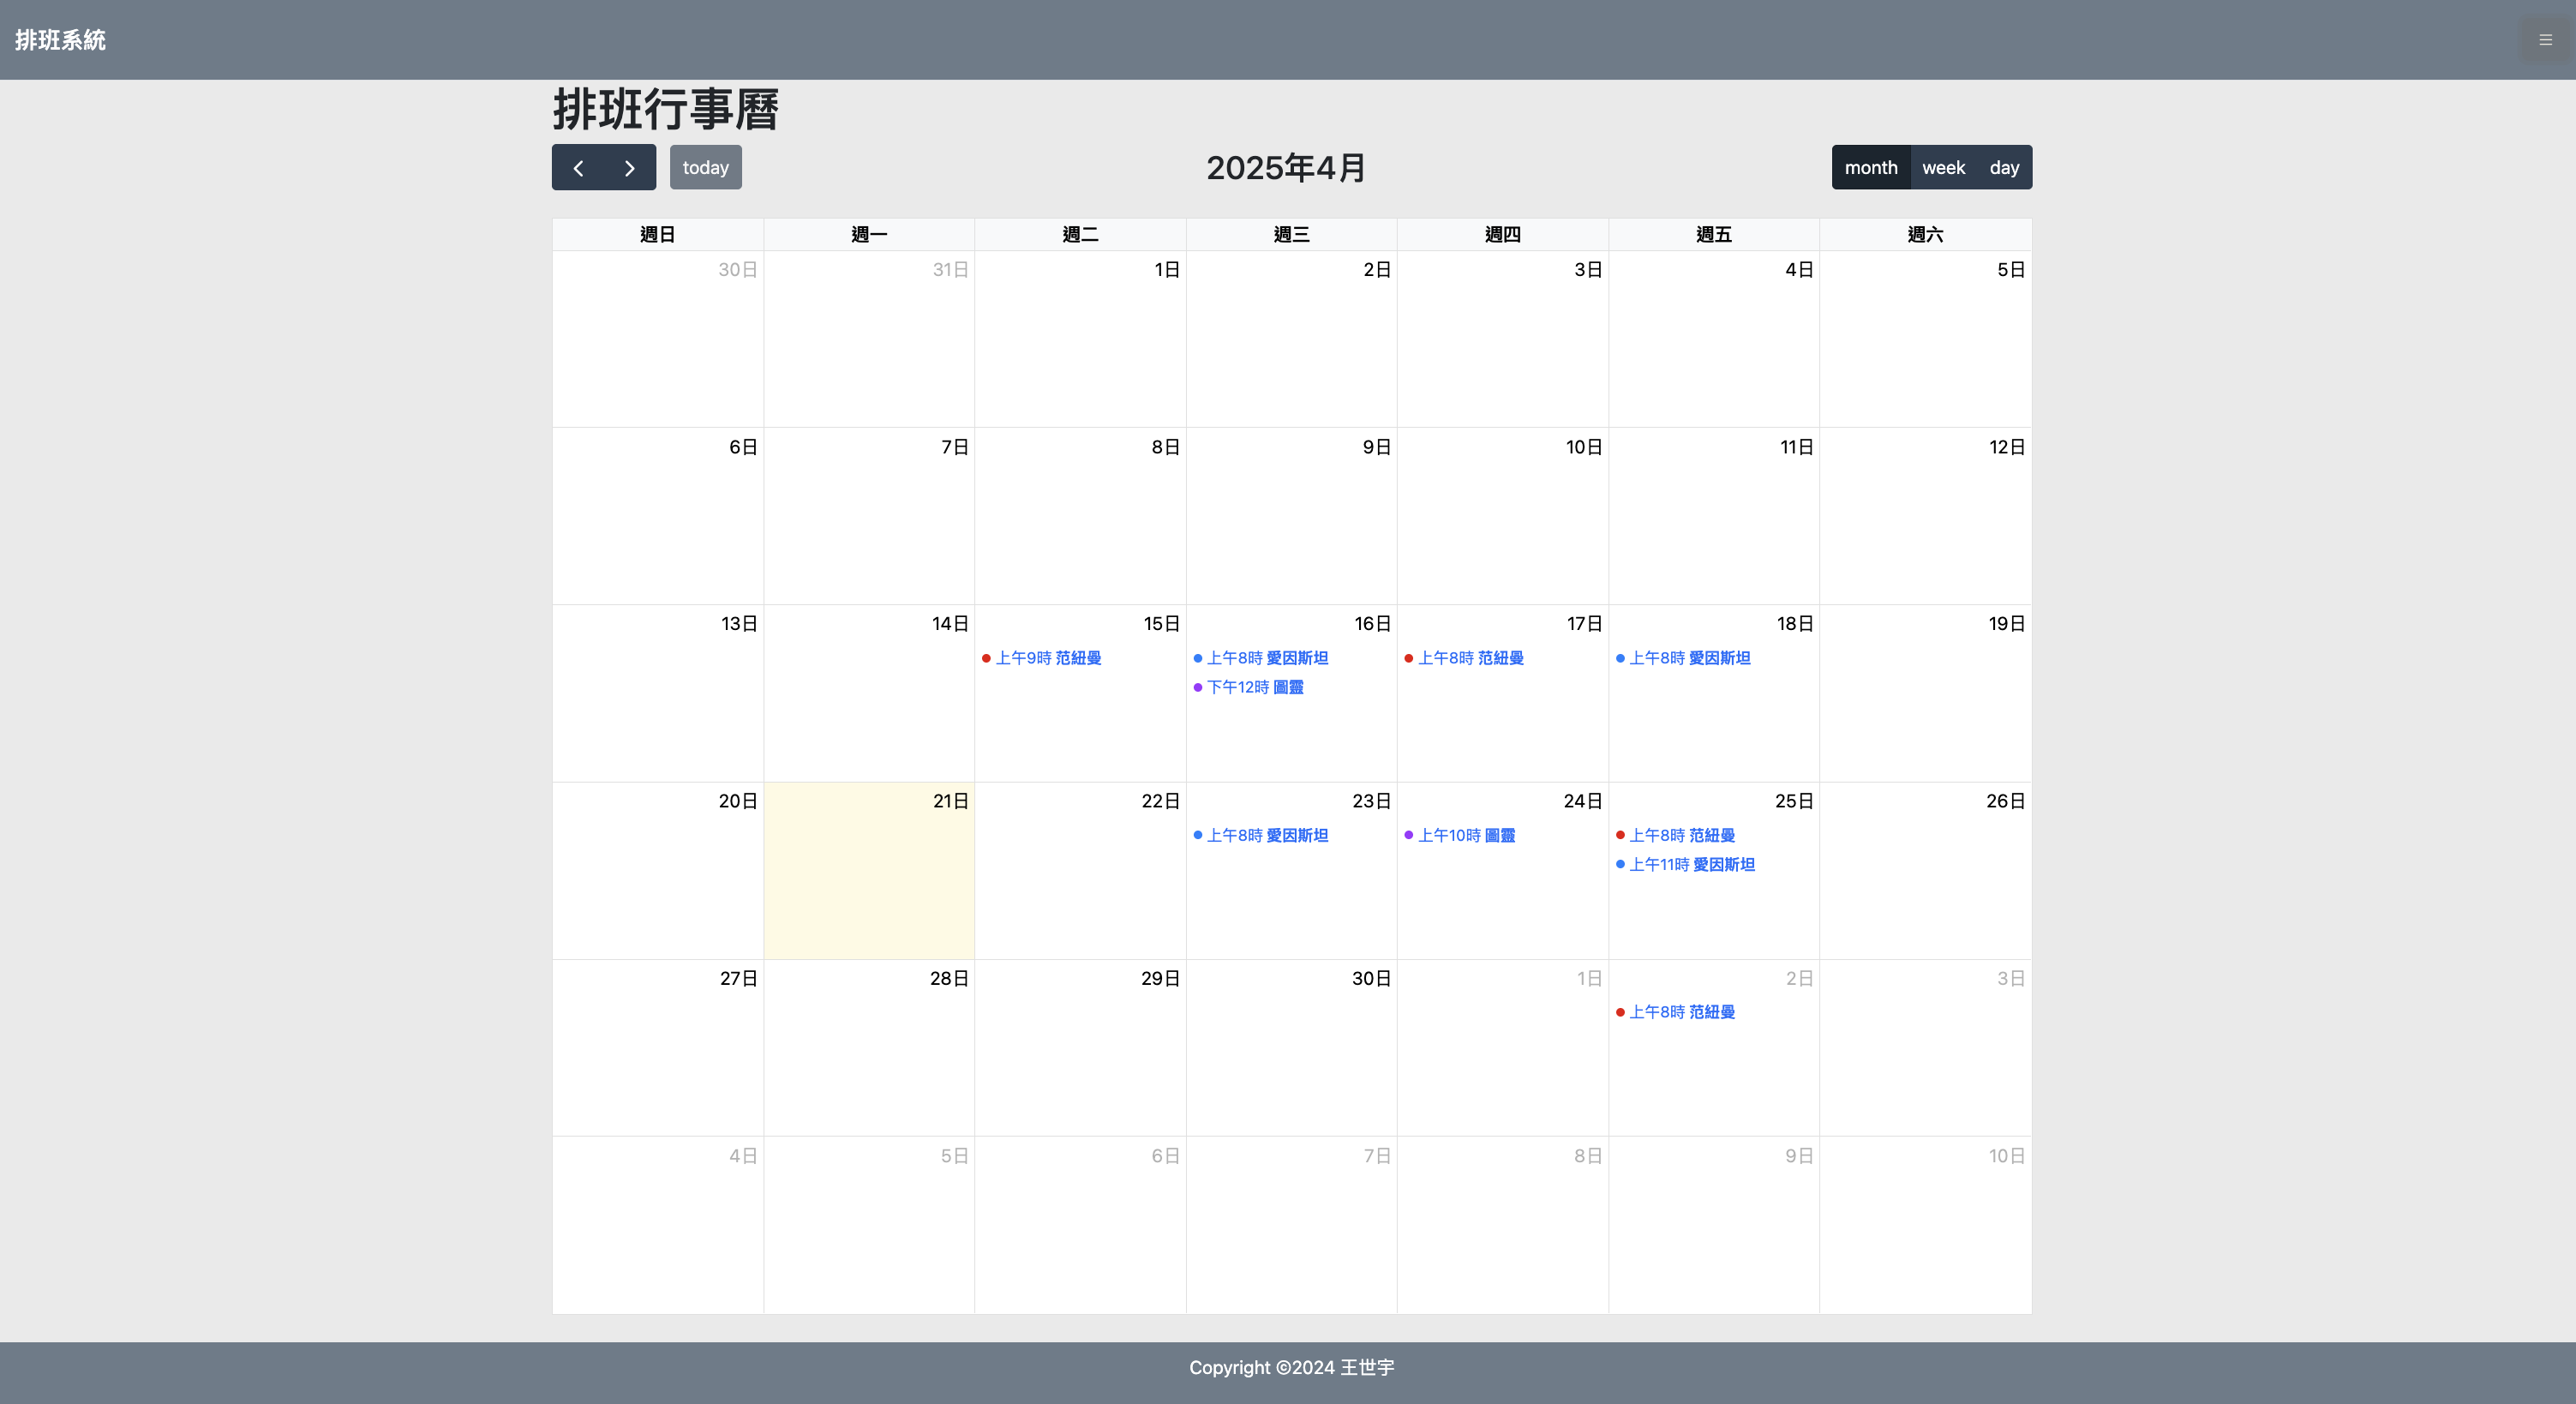 排班系統
排班行事曆
today
2025年4月
month week day
週日 週一 週二 週三 週四 週五 週六
30日 31日 1日 2日 3日 4日 5日
6日 7日 8日 9日 10日 11日 12日
13日 14日 15日 16日 17日 18日 19日
上午9時 范紐曼 上午8時 愛因斯坦 上午8時 范紐曼 上午8時 愛因斯坦
下午12時 圖靈
20日 21日 22日 23日 24日 25日 26日
上午8時 愛因斯坦 上午10時 圖靈 上午8時 范紐曼
上午11時 愛因斯坦
27日 28日 29日 30日 1日 2日 3日
上午8時 范紐曼
4日 5日 6日 7日 8日 9日 10日
Copyright ©2024 王世宇